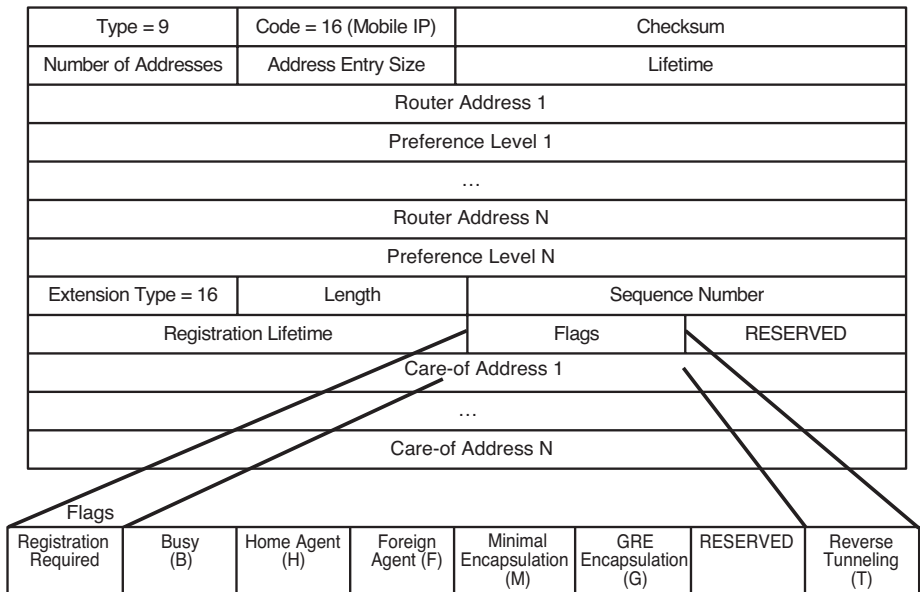 Type = 9 Code = 16 (Mobile IP) Checksum
Number of Addresses Address Entry Size Lifetime
Router Address 1
Preference Level 1
…
Router Address N
Preference Level N
Extension Type = 16 Length Sequence Number
Registration Lifetime Flags RESERVED
Care-of Address 1
…
Care-of Address N
Flags
Registration Required
Busy (B)
Home Agent (H)
Foreign Agent (F)
Minimal Encapsulation (M)
GRE Encapsulation (G)
RESERVED
Reverse Tunneling (T)